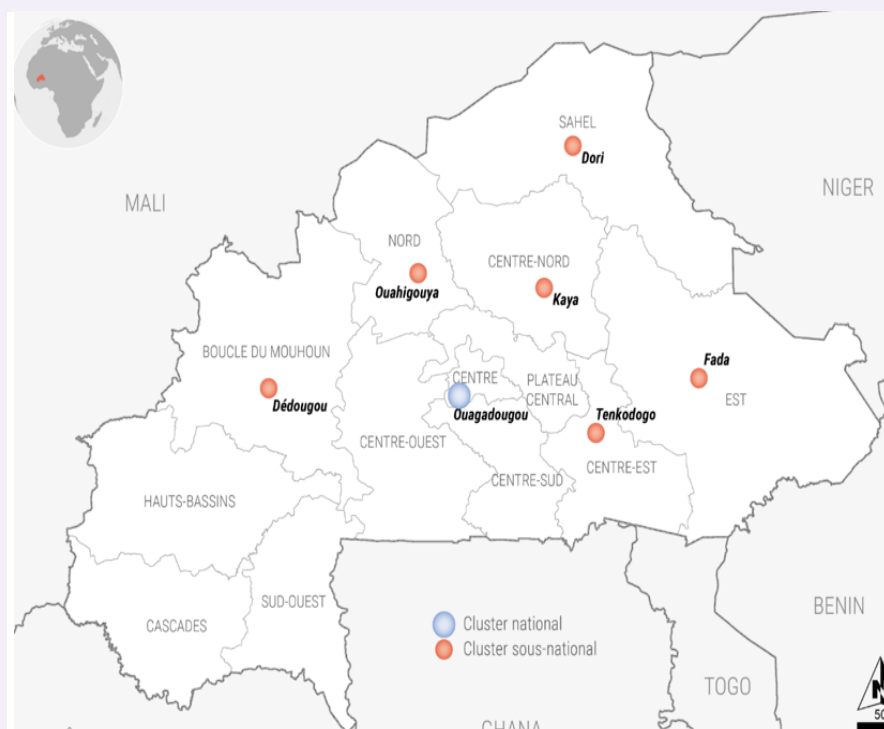 SAHEL
Dori
NIGER
MALI
NORD
CENTRE-NORD
Ouahigouya
Kaya
BOUCLE DU MOUHOUN
Fada
CENTRE
PLATEAU
CENTRAL
Dédougou
EST
Ouagadougou
Tenkodogo
CENTRE-OUEST
CENTRE-EST
CENTRE-SUD
HAUTS-BASSINS
SUD-OUEST
CASCADES
BENIN
Cluster national
Cluster sous-national
TOGO
N
GHANA